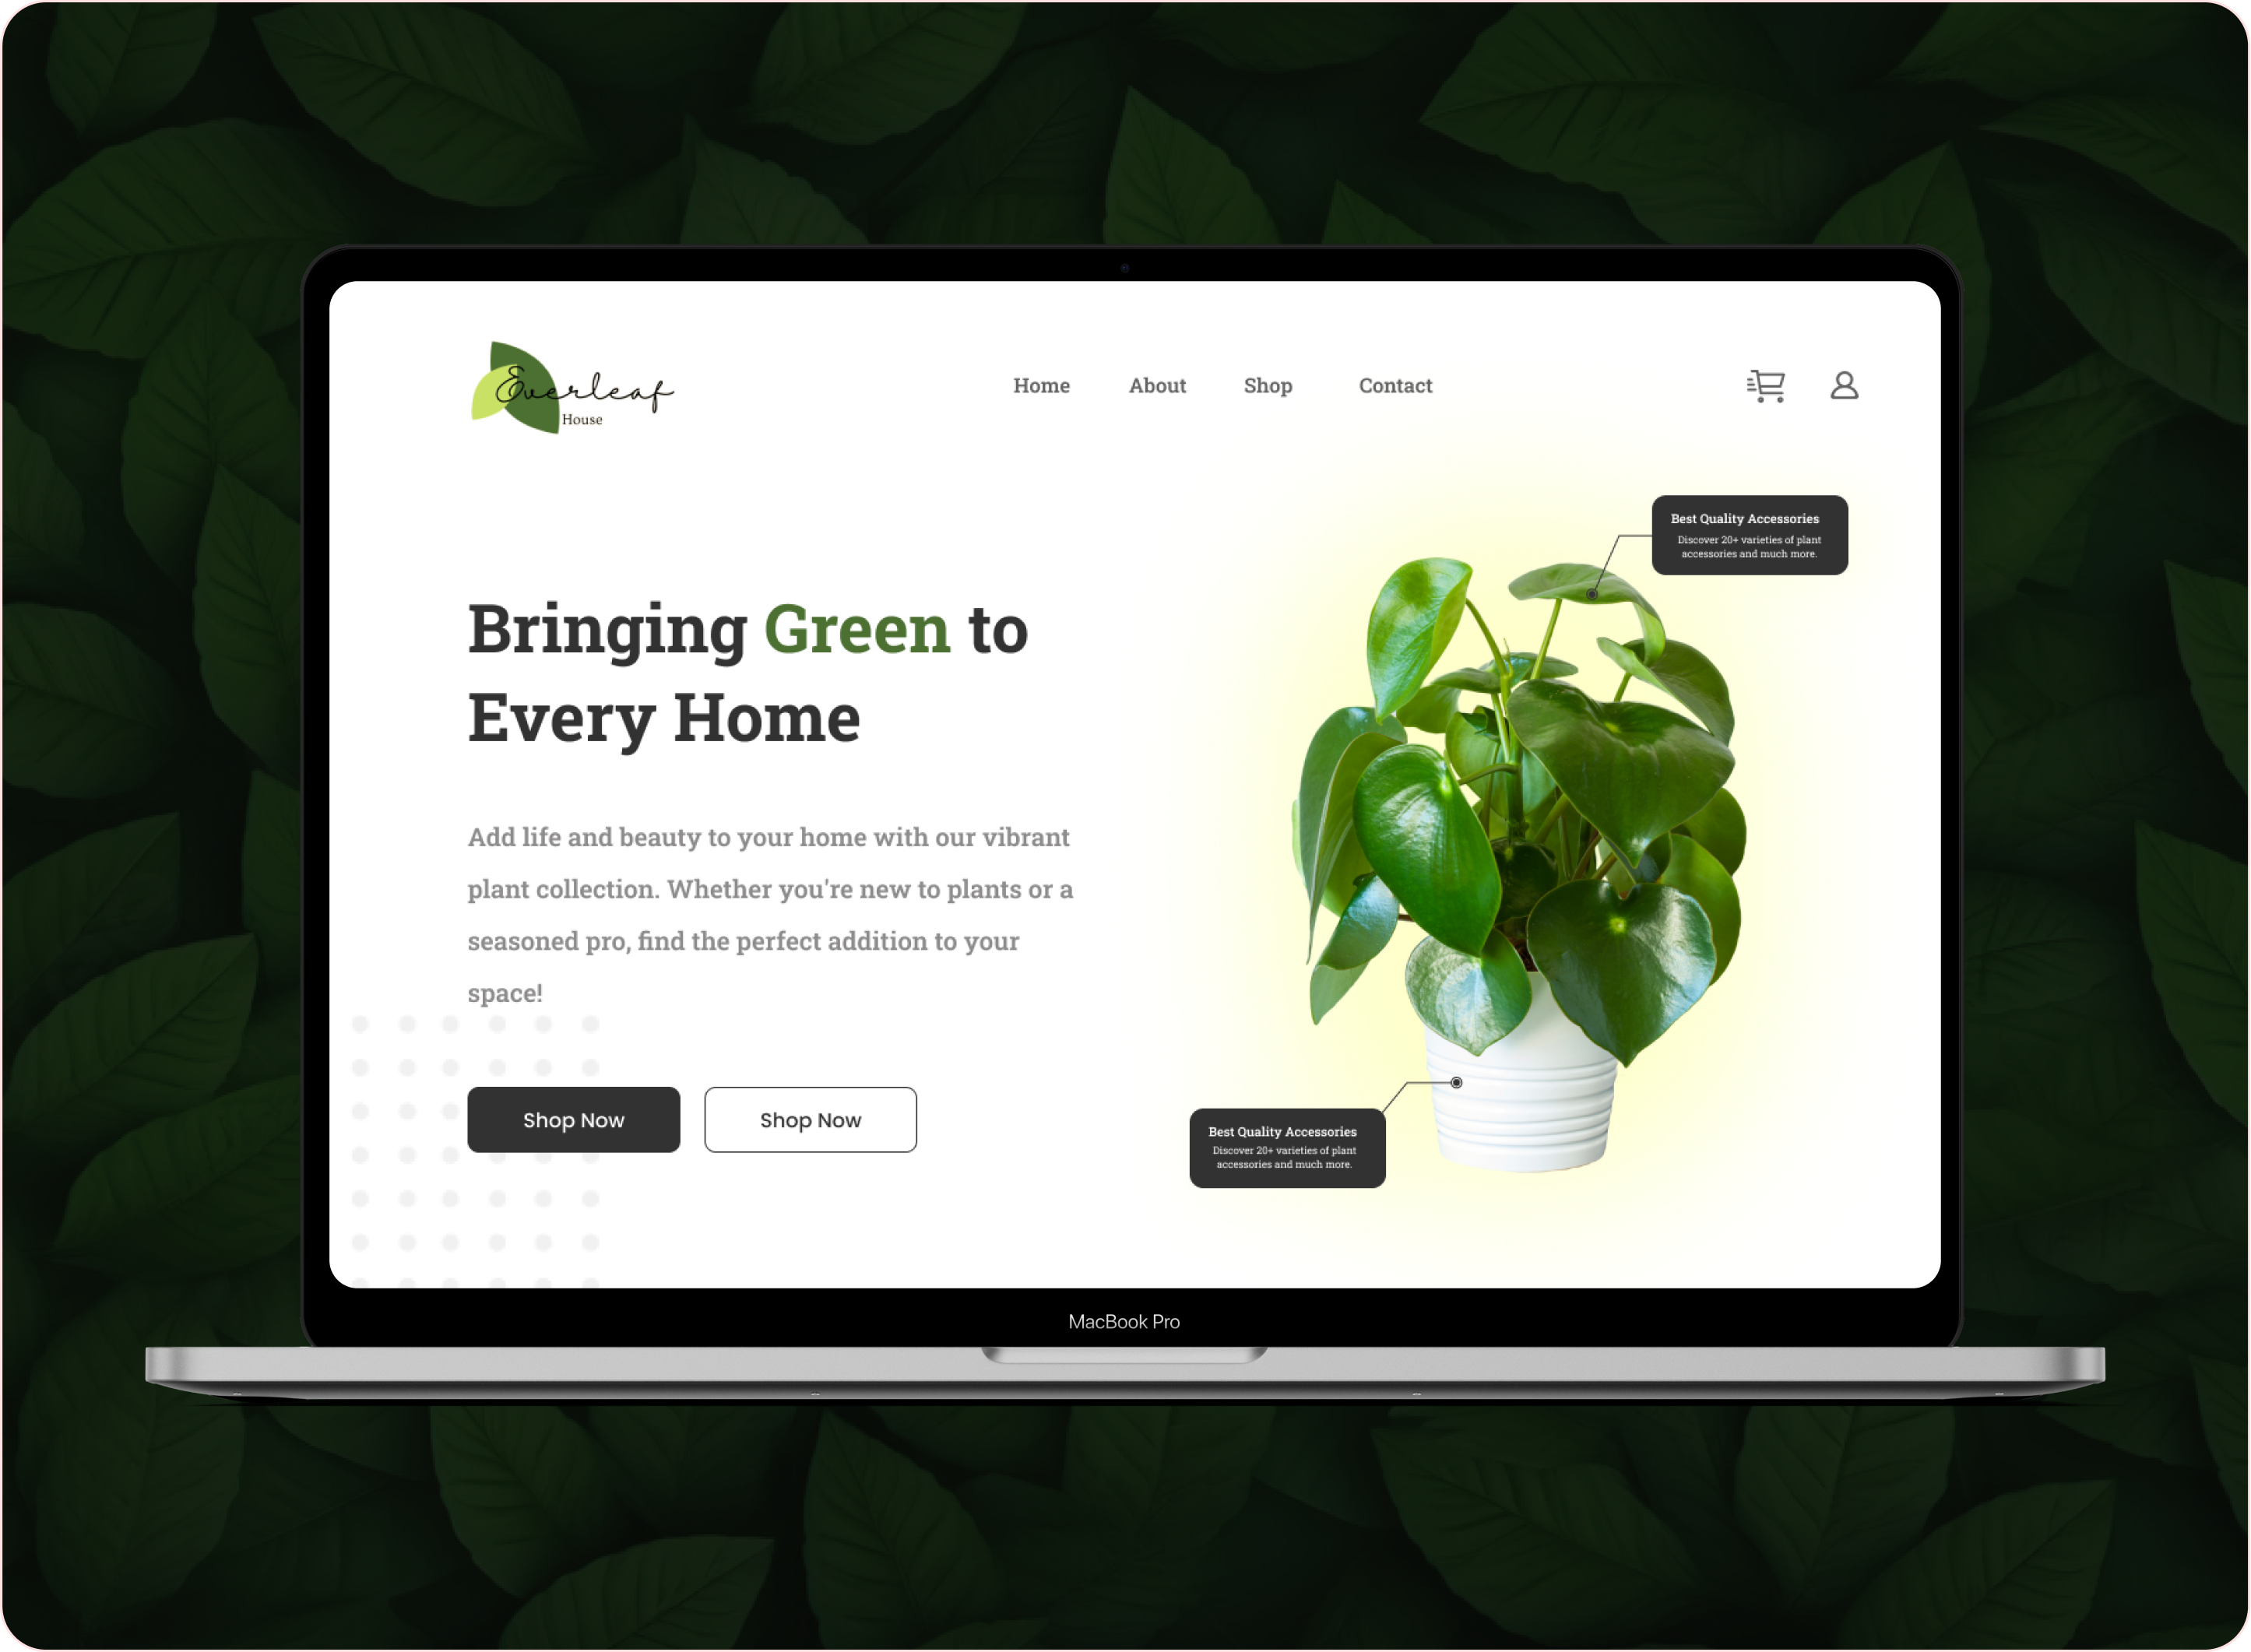 Everleaf
House
Home About Shop Contact
Best Quality Accessories
Discover 20+ varieties of plant
accessories and much more.
Bringing Green to
Every Home
Add life and beauty to your home with our vibrant
plant collection. Whether you're new to plants or a
seasoned pro, find the perfect addition to your
space!
Shop Now Shop Now
Best Quality Accessories
Discover 20+ varieties of plant
accessories and much more.
MacBook Pro